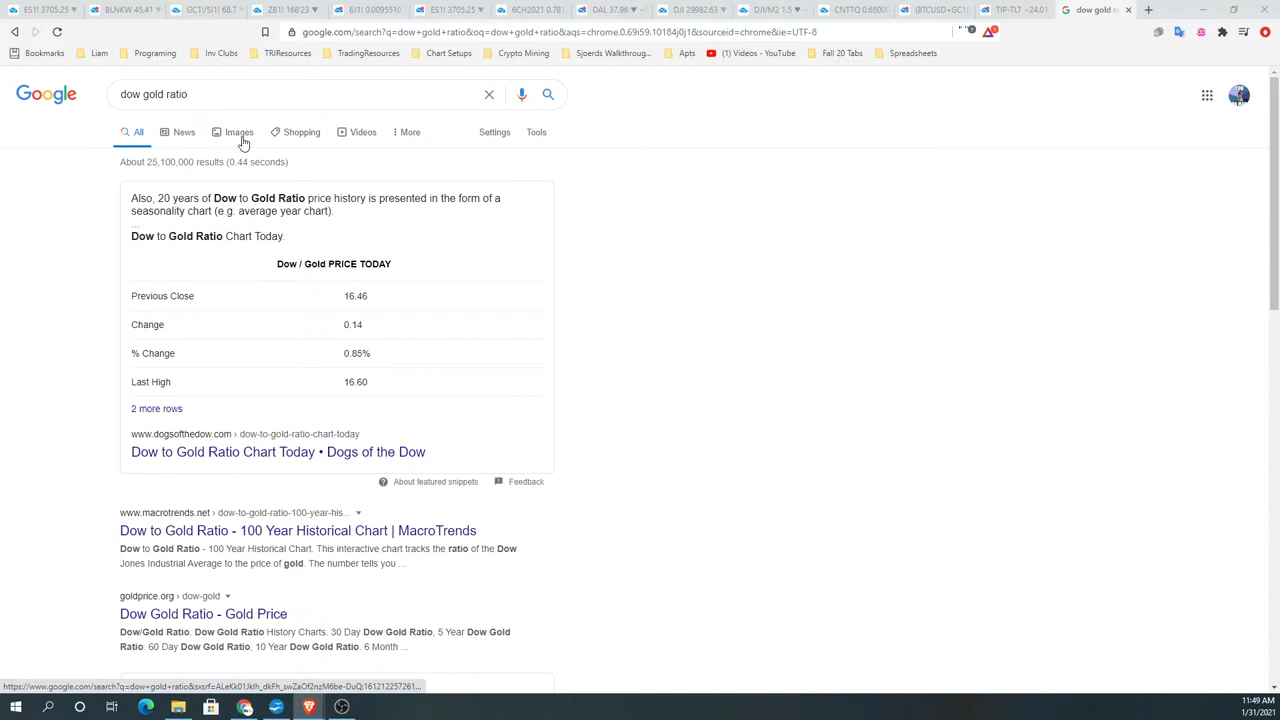 ES1! 3705.25
BLNKW 45.41
GC1!/SI1! 68.7
ZB1! 168'23
6J1! 0.0095510
ES1! 3705.25
6CH2021 0.781
DAL 37.96
DJI 29982.63
DJI/M2 1.5
CNTTQ 0.65000
(BTCUSD+GC1
TIP-TLT −24.01
dow gold r
google.com/search?q=dow+gold+ratio&oq=dow+gold+ratio&aqs=chrome.0.69i59.10184j0j1&sourceid=chrome&ie=UTF-8
Bookmarks
Liam
Programing
Inv Clubs
TRIResources
TradingResources
Chart Setups
Crypto Mining
Sjoerds Walkthroug...
Apts
(1) Videos - YouTube
Fall 20 Tabs
Spreadsheets
Google
dow gold ratio
All
News
Images
Shopping
Videos
More
Settings
Tools
About 25,100,000 results (0.44 seconds)
Also, 20 years of Dow to Gold Ratio price history is presented in the form of a
seasonality chart (e.g. average year chart).
...
Dow to Gold Ratio Chart Today.
Dow / Gold PRICE TODAY
Previous Close 16.46
Change 0.14
% Change 0.85%
Last High 16.60
2 more rows
www.dogsofthedow.com › dow-to-gold-ratio-chart-today
Dow to Gold Ratio Chart Today • Dogs of the Dow
About featured snippets
Feedback
www.macrotrends.net › dow-to-gold-ratio-100-year-his...
Dow to Gold Ratio - 100 Year Historical Chart | MacroTrends
Dow to Gold Ratio - 100 Year Historical Chart. This interactive chart tracks the ratio of the Dow
Jones Industrial Average to the price of gold. The number tells you ...
goldprice.org › dow-gold
Dow Gold Ratio - Gold Price
Dow/Gold Ratio. Dow Gold Ratio History Charts. 30 Day Dow Gold Ratio, 5 Year Dow Gold
Ratio. 60 Day Dow Gold Ratio, 10 Year Dow Gold Ratio. 6 Month ...
11:49 AM
1/31/2021